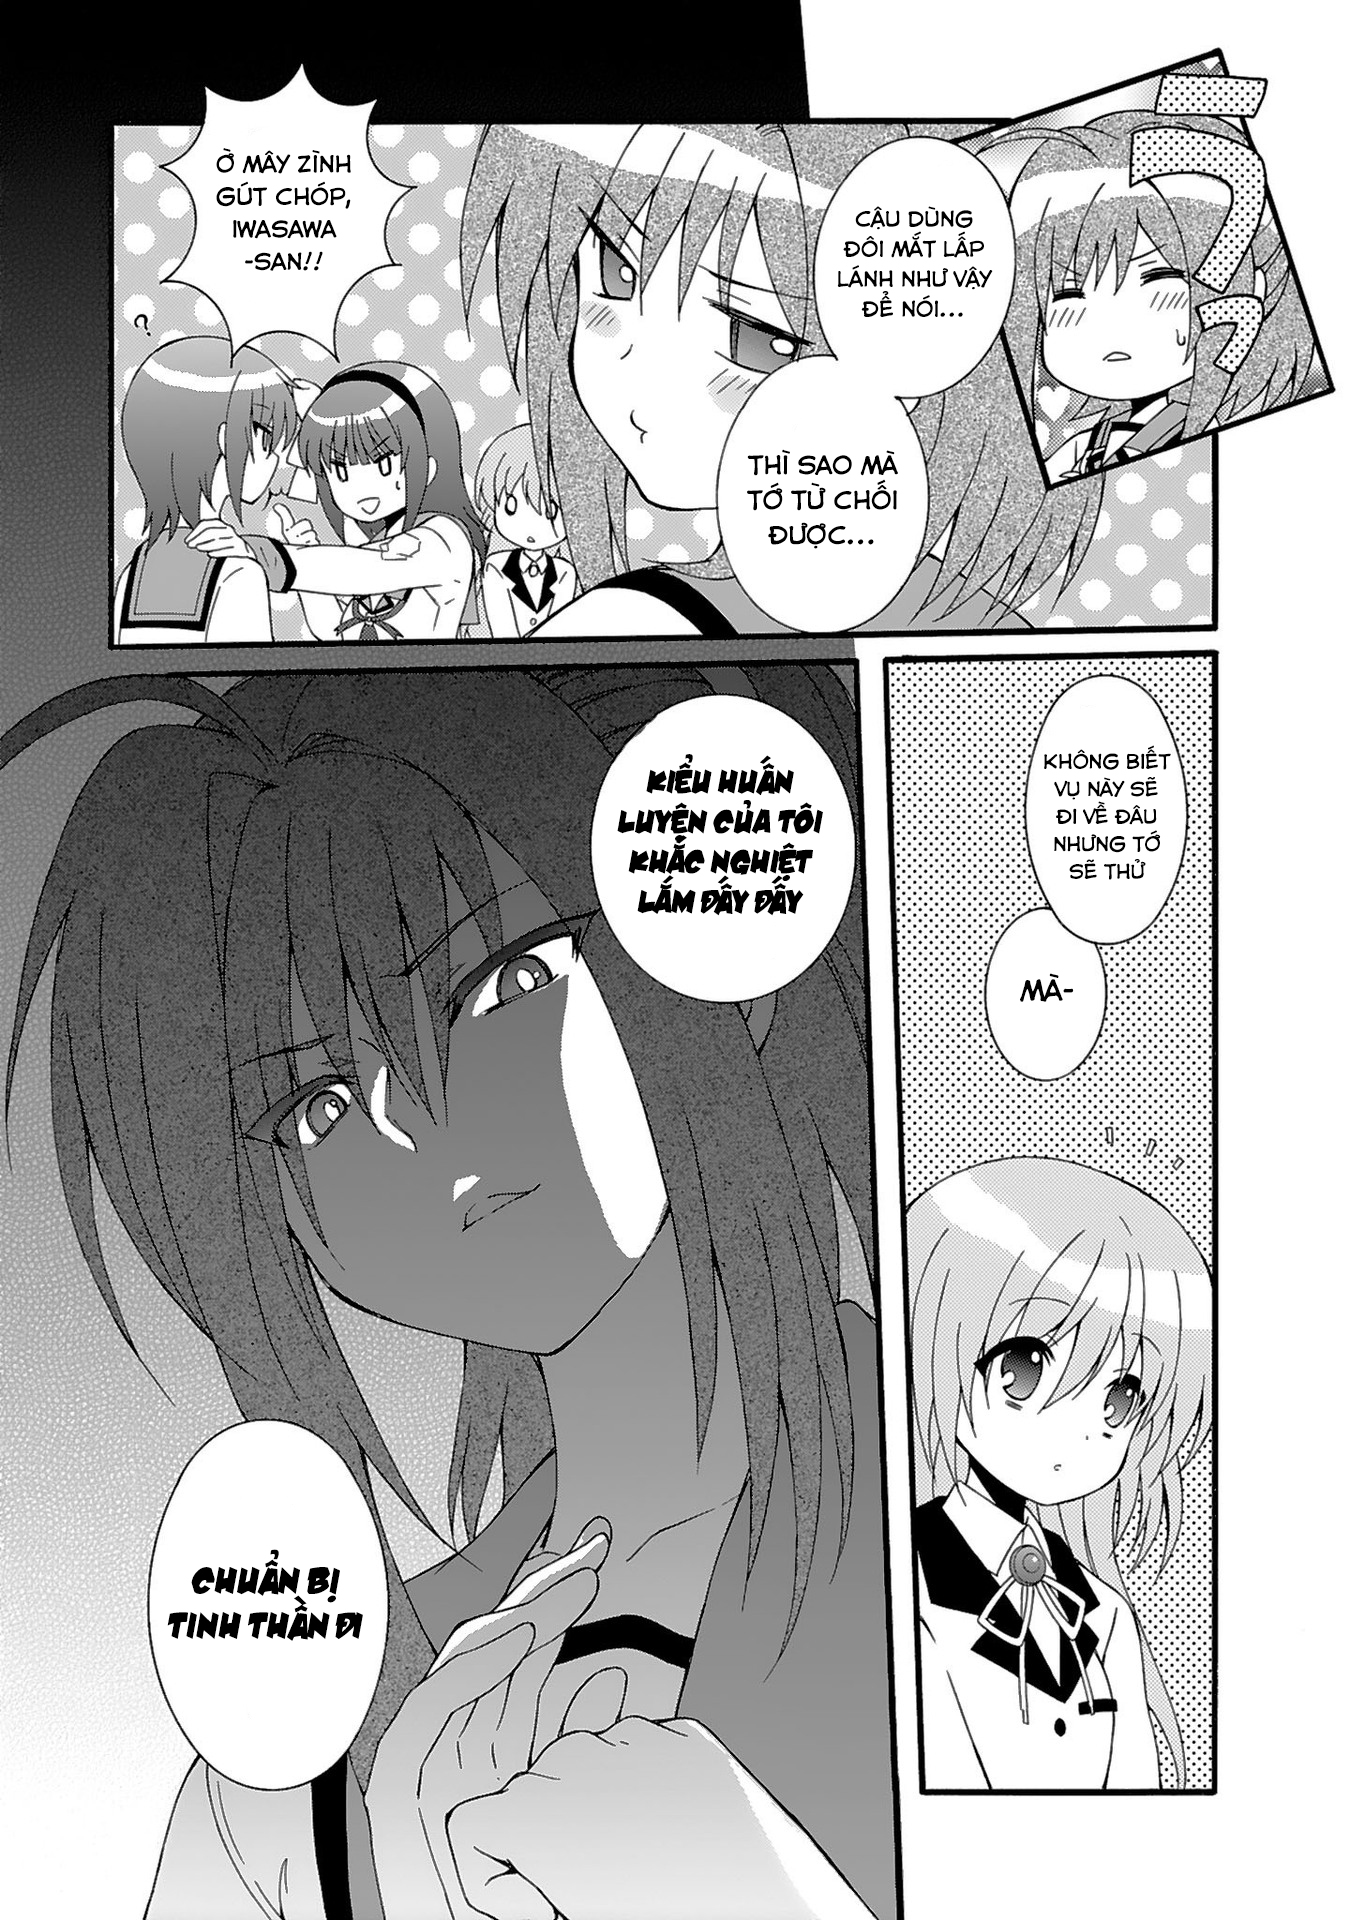 うっ
CẬU DÙNG
ĐÔI MẮT LẤP
LÁNH NHƯ VẬY
ĐỂ NÓI...
THÌ SAO MÀ
TỚ TỪ CHỐI
ĐƯỢC...
Ờ MÂY ZÌNH
GÚT CHÓP,
IWASAWA
-SAN!!
?
KHÔNG BIẾT
VỤ NÀY SẼ
ĐI VỀ ĐÂU
NHƯNG TỚ
SẼ THỬ
MÀ-
KIỂU HUẤN
LUYỆN CỦA TÔI
KHẮC NGHIỆT
LẮM ĐẤY ĐẤY
CHUẨN BỊ
TINH THẦN ĐI